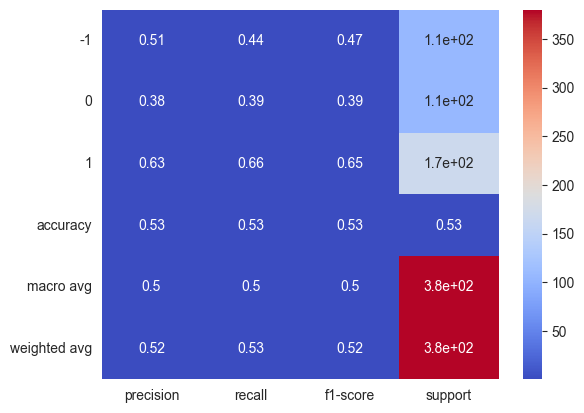 -1 0.51 0.44 0.47 1.1e+02
0 0.38 0.39 0.39 1.1e+02
1 0.63 0.66 0.65 1.7e+02
accuracy 0.53 0.53 0.53 0.53
macro avg 0.5 0.5 0.5 3.8e+02
weighted avg 0.52 0.53 0.52 3.8e+02
precision recall f1-score support
350
300
250
200
150
100
50